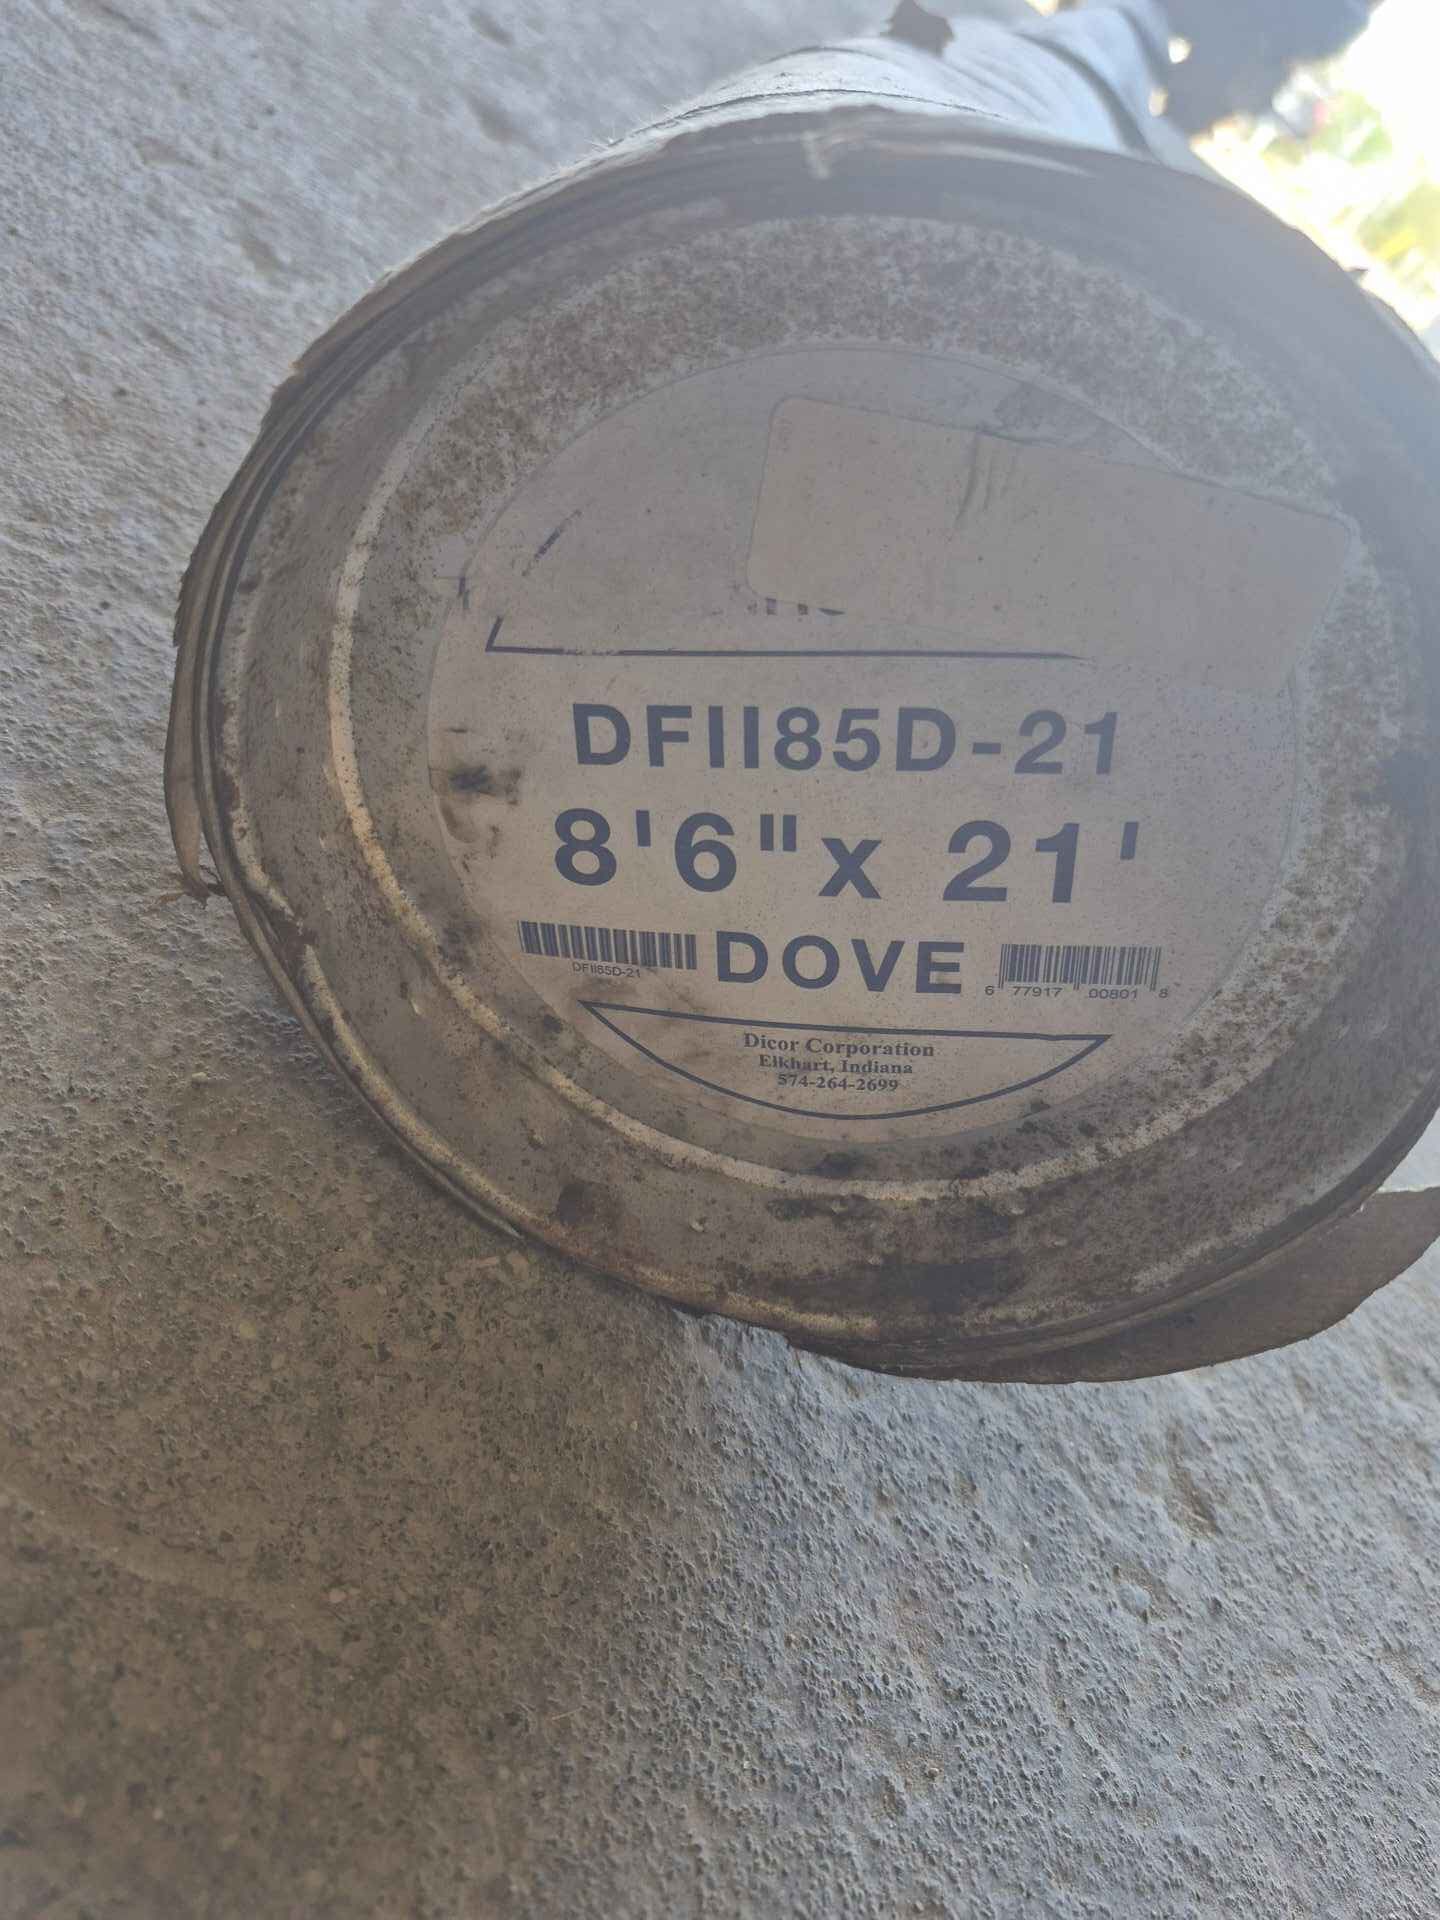 DFII85D-21
8'6"x 21'
DFII85D-21 DOVE 6 77917 00801 8
Dicor Corporation
Elkhart, Indiana
574-264-2699